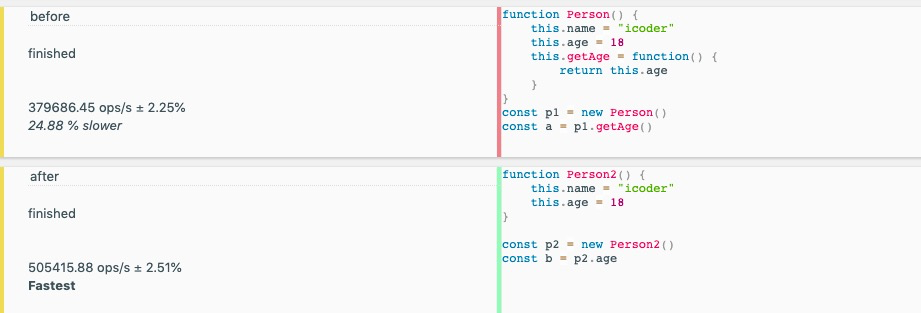 before
finished
379686.45 ops/s ± 2.25%
24.88 % slower
function Person() {
    this.name = "icoder"
    this.age = 18
    this.getAge = function() {
        return this.age
    }
}
const p1 = new Person()
const a = p1.getAge()
after
finished
505415.88 ops/s ± 2.51%
Fastest
function Person2() {
    this.name = "icoder"
    this.age = 18
}
const p2 = new Person2()
const b = p2.age